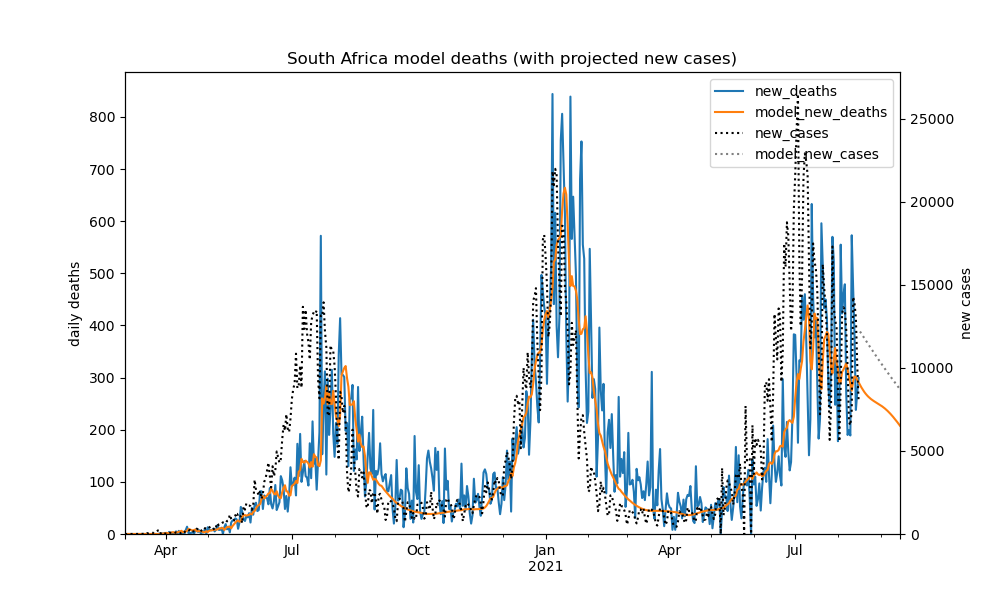 South Africa model deaths (with projected new cases)
new_deaths
model_new_deaths
new_cases
model_new_cases
daily deaths
800
700
600
500
400
300
200
100
0
new cases
25000
20000
15000
10000
5000
0
Apr
Jul
Oct
Jan
2021
Apr
Jul